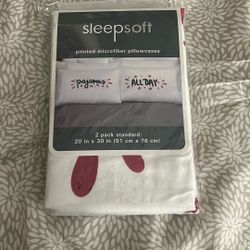 sleepsoft
printed microfiber pillowcases
pajamas
ALL DAY
2 pack standard:
20 in x 30 in (51 cm x 76 cm)